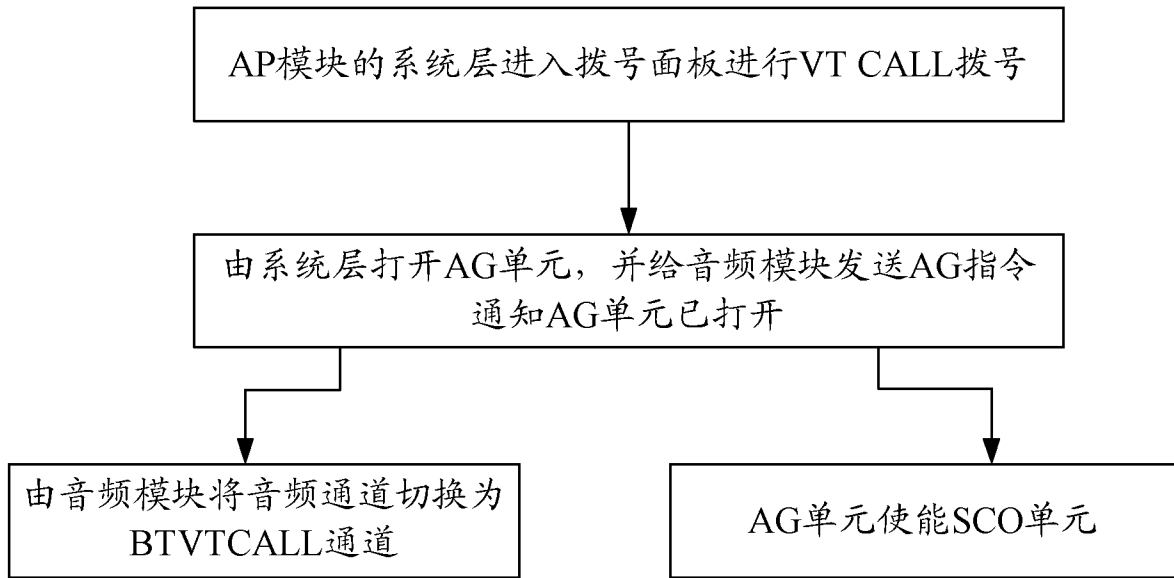 AP模块的系统层进入拨号面板进行VT CALL拨号
由系统层打开AG单元，并给音频模块发送AG指令
通知AG单元已打开
由音频模块将音频通道切换为
BTVTCALL通道
AG单元使能SCO单元